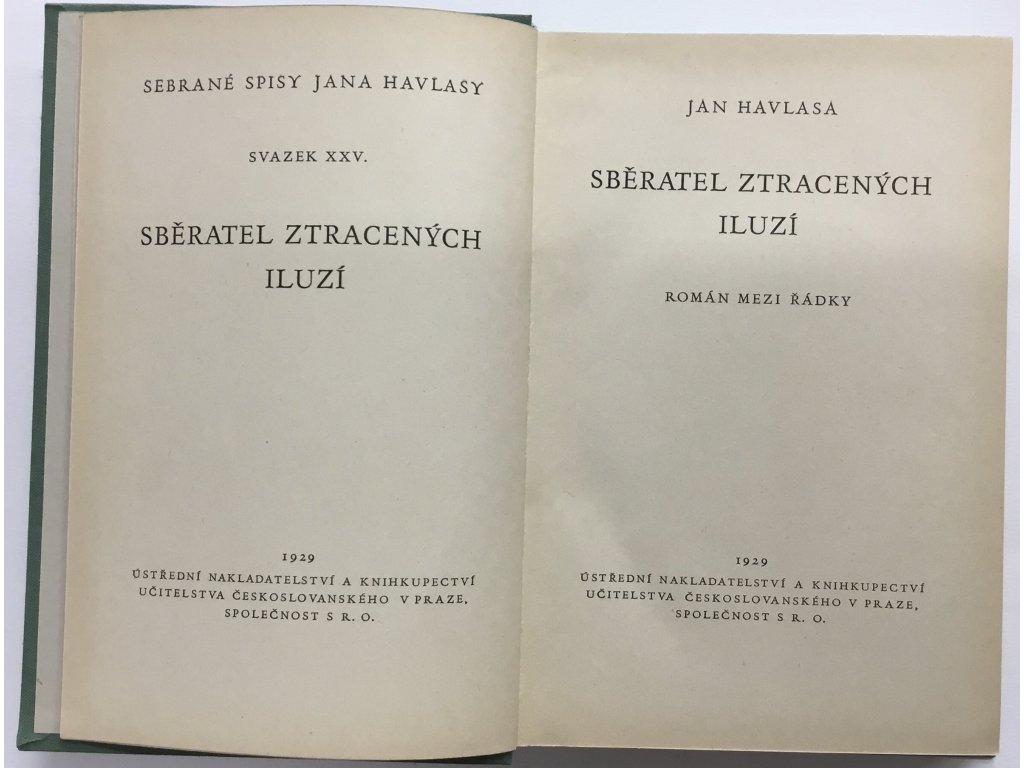 SEBRANÉ SPISY JANA HAVLASY
SVAZEK XXV.
SBĚRATEL ZTRACENÝCH
ILUZÍ
1929
ÚSTŘEDNÍ NAKLADATELSTVÍ A KNIHKUPECTVÍ
UČITELSTVA ČESKOSLOVANSKÉHO V PRAZE,
SPOLEČNOST S R. O.
JAN HAVLASA
SBĚRATEL ZTRACENÝCH
ILUZÍ
ROMÁN MEZI ŘÁDKY
1929
ÚSTŘEDNÍ NAKLADATELSTVÍ A KNIHKUPECTVÍ
UČITELSTVA ČESKOSLOVANSKÉHO V PRAZE,
SPOLEČNOST S R. O.